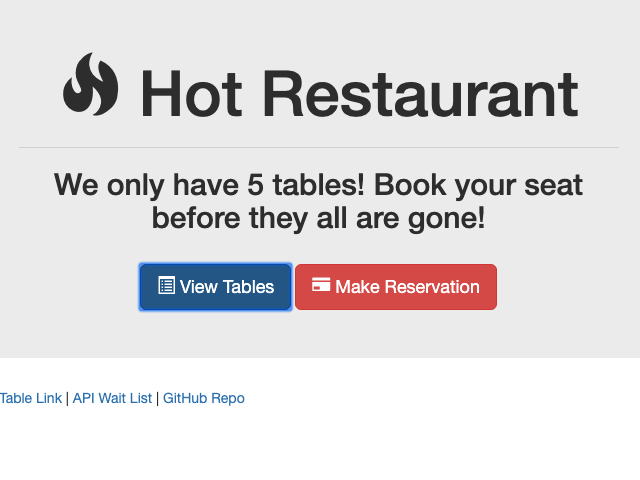 Hot Restaurant
We only have 5 tables! Book your seat
before they all are gone!
View Tables
Make Reservation
Table Link | API Wait List | GitHub Repo